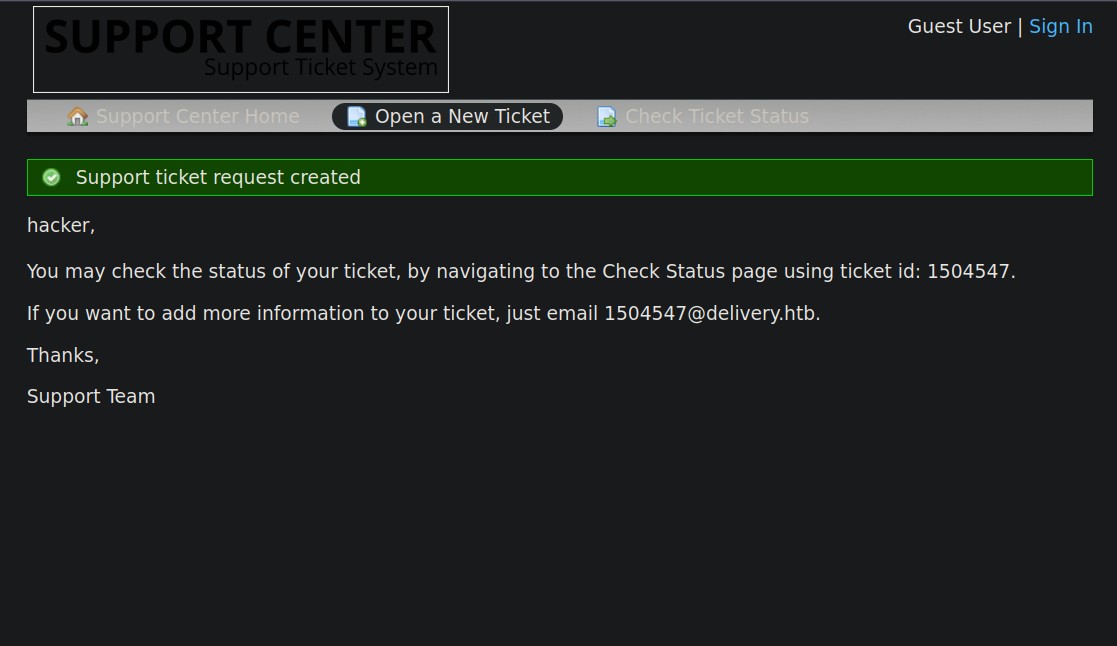 SUPPORT CENTER
Support Ticket System
Guest User | Sign In
Support Center Home
Open a New Ticket
Check Ticket Status
Support ticket request created
hacker,
You may check the status of your ticket, by navigating to the Check Status page using ticket id: 1504547.
If you want to add more information to your ticket, just email 1504547@delivery.htb.
Thanks,
Support Team